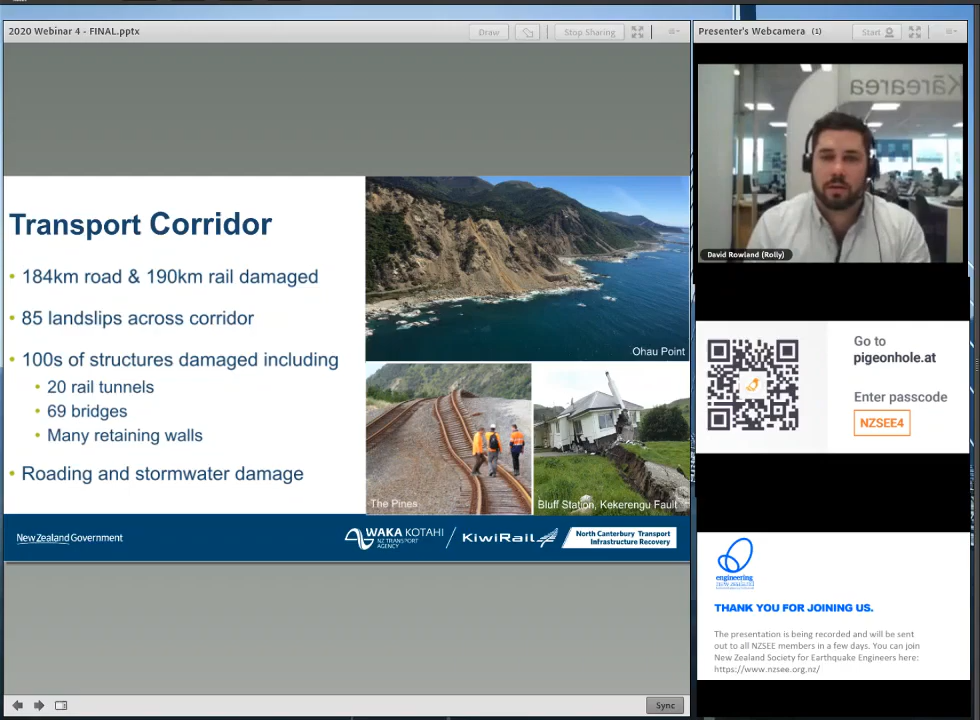 2020 Webinar 4 - FINAL.pptx
Draw
Stop Sharing
Transport Corridor
• 184km road & 190km rail damaged
• 85 landslips across corridor
• 100s of structures damaged including
• 20 rail tunnels
• 69 bridges
• Many retaining walls
• Roading and stormwater damage
Ohau Point
The Pines
Bluff Station, Kekerengu Fault
New Zealand Government
WAKA KOTAHI
NZ TRANSPORT
AGENCY
KiwiRail
North Canterbury Transport
Infrastructure Recovery
Sync
Presenter's Webcamera (1)
Start
Kārearea
David Rowland (Rolly)
Go to
pigeonhole.at
Enter passcode
NZSEE4
engineering
THANK YOU FOR JOINING US.
The presentation is being recorded and will be sent
out to all NZSEE members in a few days. You can join
New Zealand Society for Earthquake Engineers here:
https://www.nzsee.org.nz/